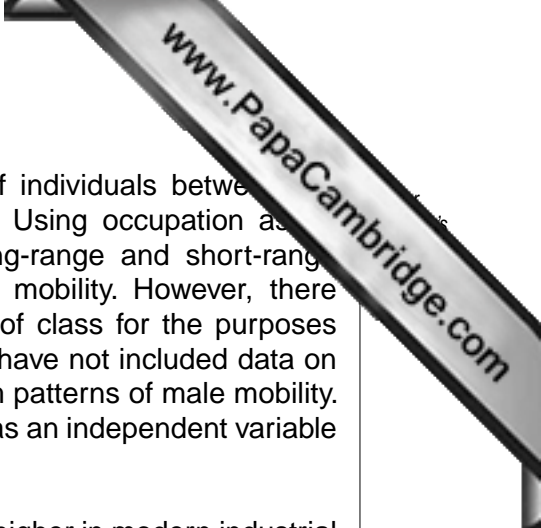 www.PapaCambridge.com
f individuals betwe
Using occupation as
ng-range and short-rang
mobility. However, there
of class for the purposes
have not included data on
n patterns of male mobility.
as an independent variable
higher in modern industrial